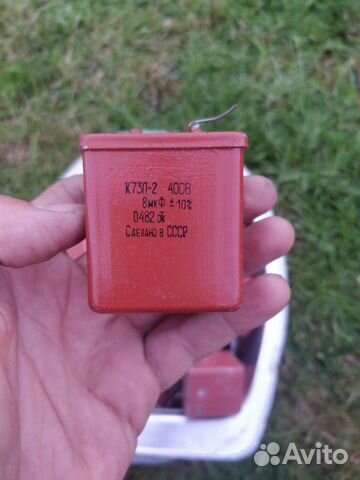 К73П-2 400В
8мкФ ± 10%
0482 ОК
Сделано в СССР
Avito